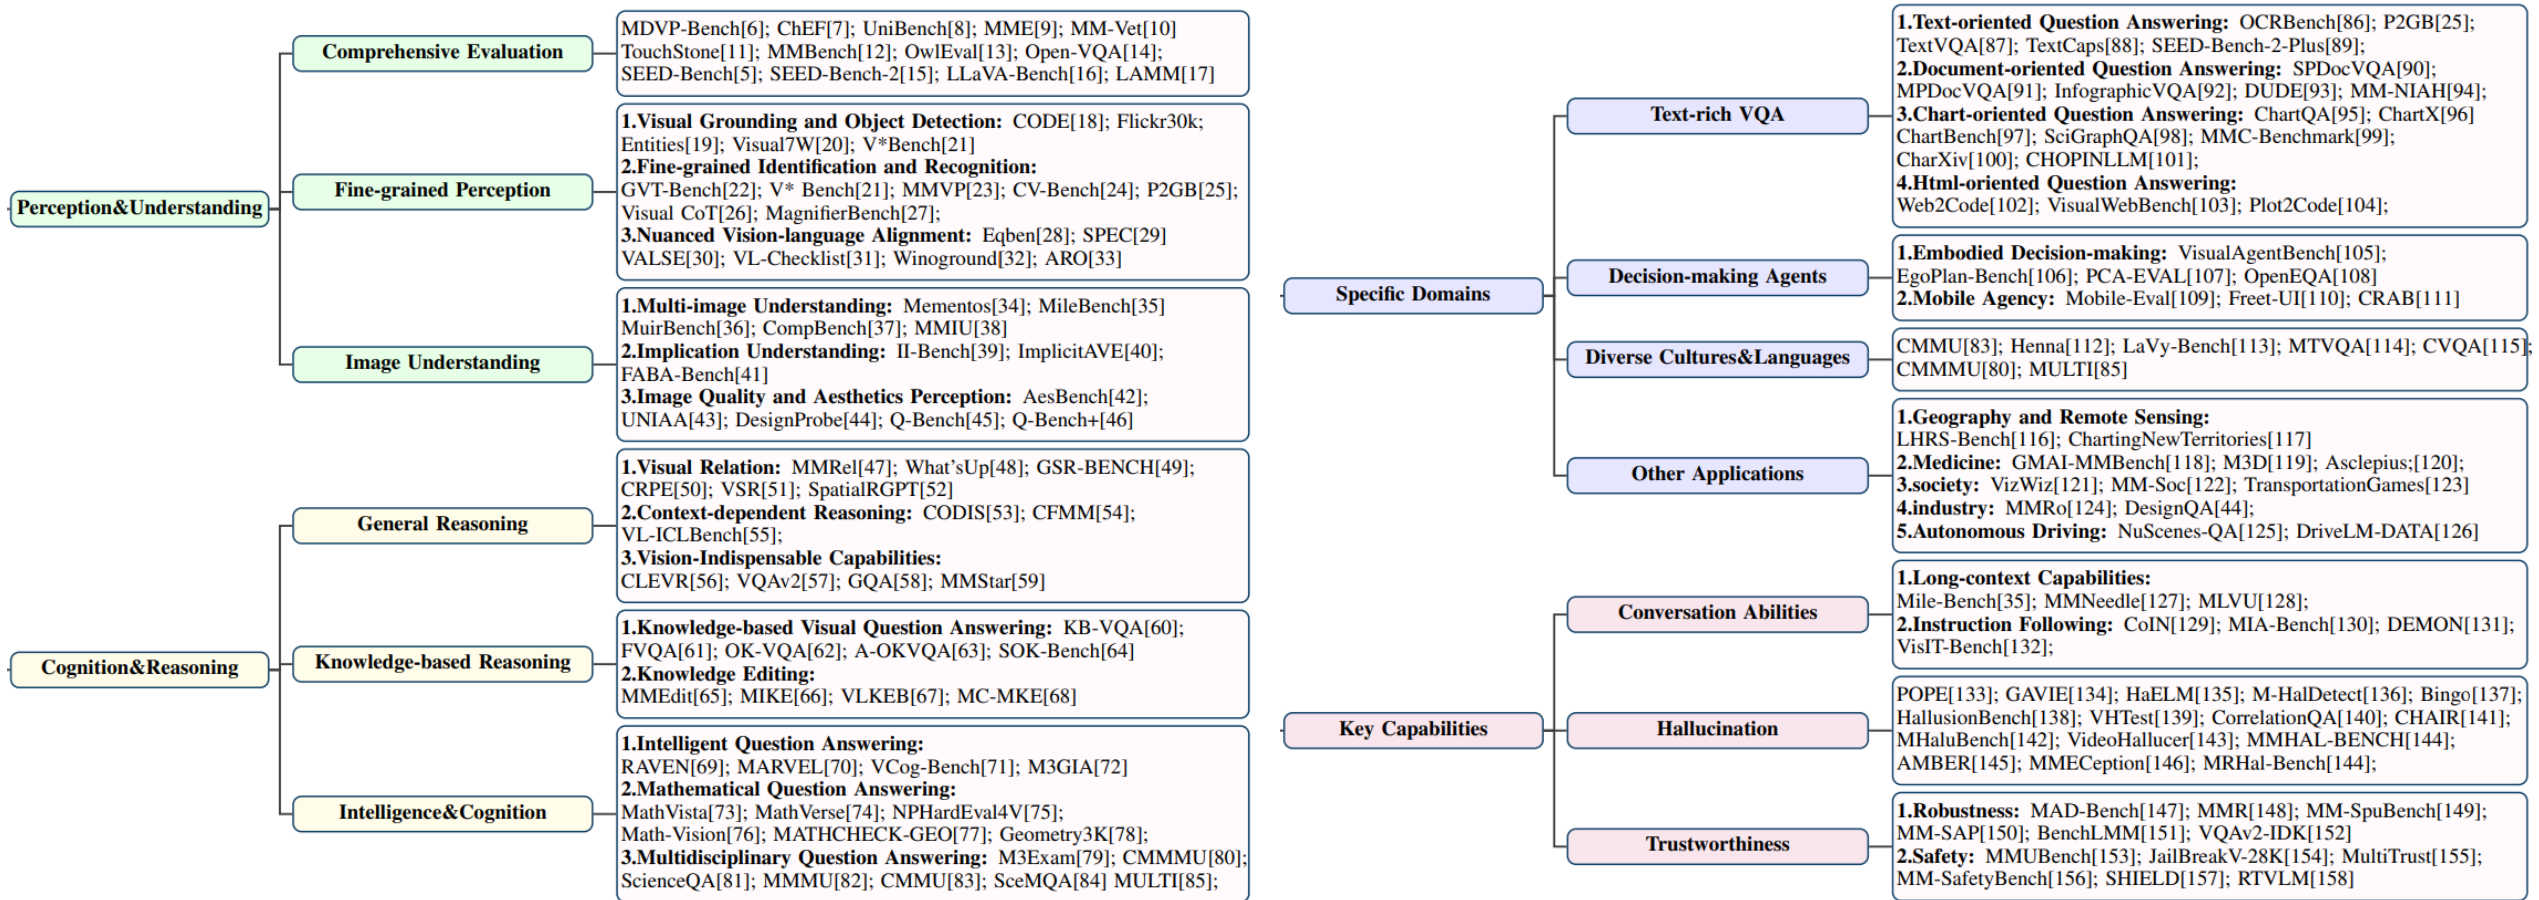 Perception&Understanding
Comprehensive Evaluation
MDVP-Bench[6]; ChEF[7]; UniBench[8]; MME[9]; MM-Vet[10]
TouchStone[11]; MMBench[12]; OwlEval[13]; Open-VQA[14];
SEED-Bench[5]; SEED-Bench-2[15]; LLaVA-Bench[16]; LAMM[17]
Fine-grained Perception
1.Visual Grounding and Object Detection: CODE[18]; Flickr30k;
Entities[19]; Visual7W[20]; V*Bench[21]
2.Fine-grained Identification and Recognition:
GVT-Bench[22]; V* Bench[21]; MMVP[23]; CV-Bench[24]; P2GB[25];
Visual CoT[26]; MagnifierBench[27];
3.Nuanced Vision-language Alignment: Eqben[28]; SPEC[29]
VALSE[30]; VL-Checklist[31]; Winoground[32]; ARO[33]
Image Understanding
1.Multi-image Understanding: Mementos[34]; MileBench[35]
MuirBench[36]; CompBench[37]; MMIU[38]
2.Implication Understanding: II-Bench[39]; ImplicitAVE[40];
FABA-Bench[41]
3.Image Quality and Aesthetics Perception: AesBench[42];
UNIAA[43]; DesignProbe[44]; Q-Bench[45]; Q-Bench+[46]
Cognition&Reasoning
General Reasoning
1.Visual Relation: MMRel[47]; What'sUp[48]; GSR-BENCH[49];
CRPE[50]; VSR[51]; SpatialRGPT[52]
2.Context-dependent Reasoning: CODIS[53]; CFMM[54];
VL-ICLBench[55];
3.Vision-Indispensable Capabilities:
CLEVR[56]; VQAv2[57]; GQA[58]; MMStar[59]
Knowledge-based Reasoning
1.Knowledge-based Visual Question Answering: KB-VQA[60];
FVQA[61]; OK-VQA[62]; A-OKVQA[63]; SOK-Bench[64]
2.Knowledge Editing:
MMEdit[65]; MIKE[66]; VLKEB[67]; MC-MKE[68]
Intelligence&Cognition
1.Intelligent Question Answering:
RAVEN[69]; MARVEL[70]; VCog-Bench[71]; M3GIA[72]
2.Mathematical Question Answering:
MathVista[73]; MathVerse[74]; NPHardEval4V[75];
Math-Vision[76]; MATHCHECK-GEO[77]; Geometry3K[78];
3.Multidisciplinary Question Answering: M3Exam[79]; CMMMU[80];
ScienceQA[81]; MMMU[82]; CMMU[83]; SceMQA[84] MULTI[85];
Specific Domains
Text-rich VQA
1.Text-oriented Question Answering: OCRBench[86]; P2GB[25];
TextVQA[87]; TextCaps[88]; SEED-Bench-2-Plus[89];
2.Document-oriented Question Answering: SPDocVQA[90];
MPDocVQA[91]; InfographicVQA[92]; DUDE[93]; MM-NIAH[94];
3.Chart-oriented Question Answering: ChartQA[95]; ChartX[96]
ChartBench[97]; SciGraphQA[98]; MMC-Benchmark[99];
CharXiv[100]; CHOPINLLM[101];
4.Html-oriented Question Answering:
Web2Code[102]; VisualWebBench[103]; Plot2Code[104];
Decision-making Agents
1.Embodied Decision-making: VisualAgentBench[105];
EgoPlan-Bench[106]; PCA-EVAL[107]; OpenEQA[108]
2.Mobile Agency: Mobile-Eval[109]; Freet-UI[110]; CRAB[111]
Diverse Cultures&Languages
CMMU[83]; Henna[112]; LaVy-Bench[113]; MTVQA[114]; CVQA[115];
CMMMU[80]; MULTI[85]
Other Applications
1.Geography and Remote Sensing:
LHRS-Bench[116]; ChartingNewTerritories[117]
2.Medicine: GMAI-MMBench[118]; M3D[119]; Asclepius;[120];
3.society: VizWiz[121]; MM-Soc[122]; TransportationGames[123]
4.industry: MMRo[124]; DesignQA[44];
5.Autonomous Driving: NuScenes-QA[125]; DriveLM-DATA[126]
Key Capabilities
Conversation Abilities
1.Long-context Capabilities:
Mile-Bench[35]; MMNeedle[127]; MLVU[128];
2.Instruction Following: CoIN[129]; MIA-Bench[130]; DEMON[131];
VisIT-Bench[132];
Hallucination
POPE[133]; GAVIE[134]; HaELM[135]; M-HalDetect[136]; Bingo[137];
HallusionBench[138]; VHTest[139]; CorrelationQA[140]; CHAIR[141];
MHaluBench[142]; VideoHallucer[143]; MMHAL-BENCH[144];
AMBER[145]; MMECeption[146]; MRHal-Bench[144];
Trustworthiness
1.Robustness: MAD-Bench[147]; MMR[148]; MM-SpuBench[149];
MM-SAP[150]; BenchLMM[151]; VQAv2-IDK[152]
2.Safety: MMUBench[153]; JailBreakV-28K[154]; MultiTrust[155];
MM-SafetyBench[156]; SHIELD[157]; RTVLM[158]